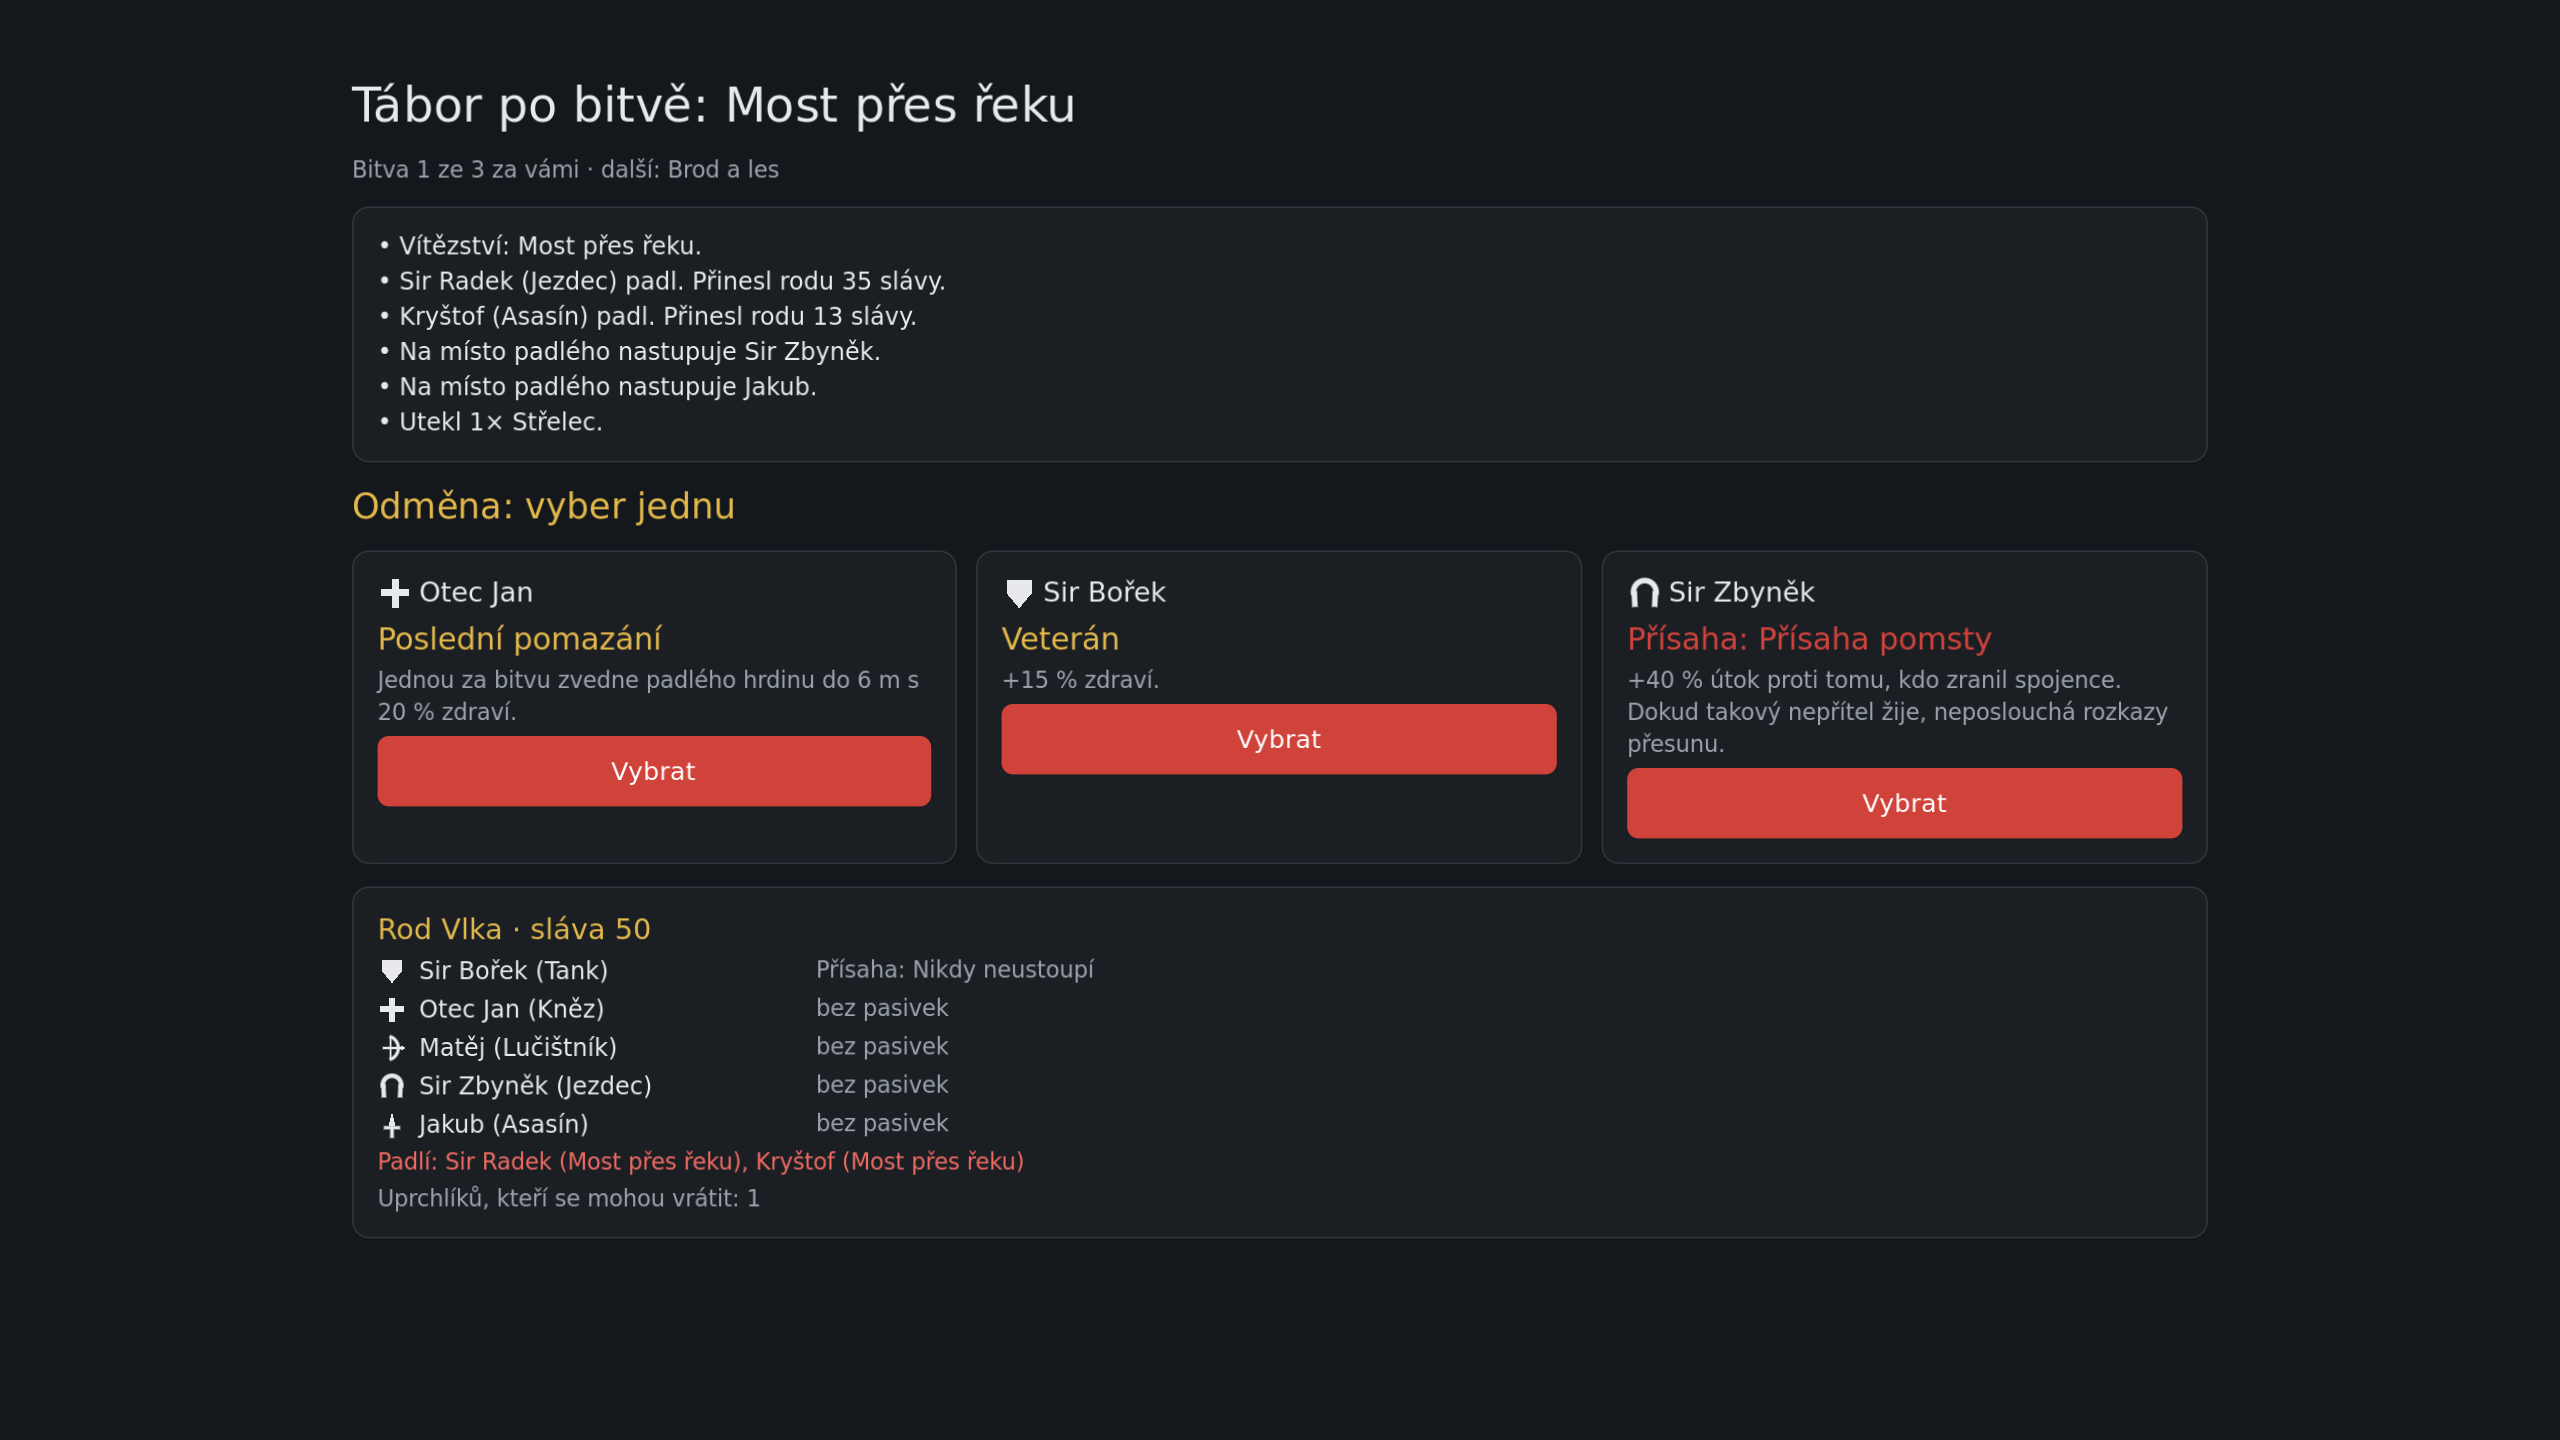 Tábor po bitvě: Most přes řeku
Bitva 1 ze 3 za vámi · další: Brod a les
• Vítězství: Most přes řeku.
• Sir Radek (Jezdec) padl. Přinesl rodu 35 slávy.
• Kryštof (Asasín) padl. Přinesl rodu 13 slávy.
• Na místo padlého nastupuje Sir Zbyněk.
• Na místo padlého nastupuje Jakub.
• Utekl 1× Střelec.
Odměna: vyber jednu
Otec Jan
Poslední pomazání
Jednou za bitvu zvedne padlého hrdinu do 6 m s
20 % zdraví.
Vybrat
Sir Bořek
Veterán
+15 % zdraví.
Vybrat
Sir Zbyněk
Přísaha: Přísaha pomsty
+40 % útok proti tomu, kdo zranil spojence.
Dokud takový nepřítel žije, neposlouchá rozkazy
přesunu.
Vybrat
Rod Vlka · sláva 50
Sir Bořek (Tank) Přísaha: Nikdy neustoupí
Otec Jan (Kněz) bez pasivek
Matěj (Lučištník) bez pasivek
Sir Zbyněk (Jezdec) bez pasivek
Jakub (Asasín) bez pasivek
Padlí: Sir Radek (Most přes řeku), Kryštof (Most přes řeku)
Uprchlíků, kteří se mohou vrátit: 1